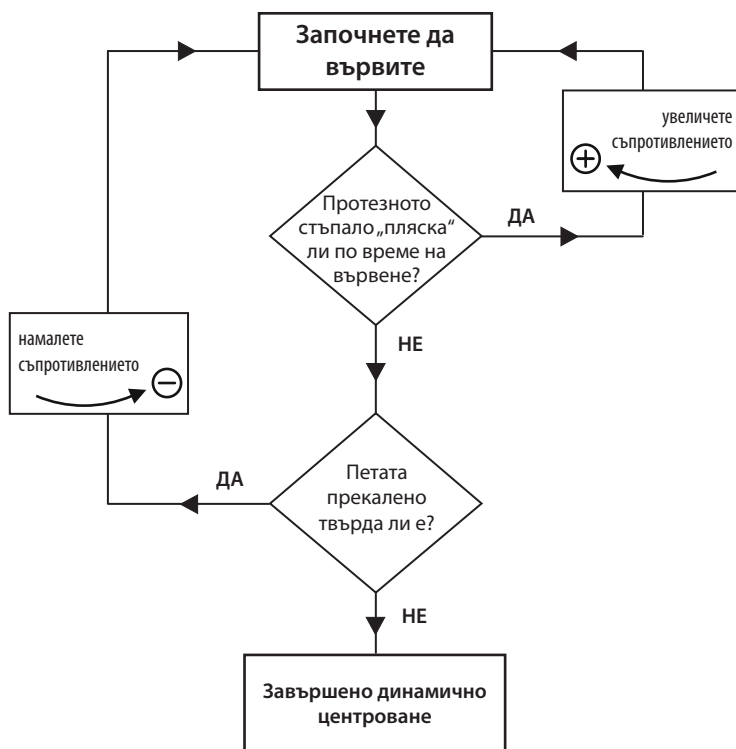 Започнете да
вървите
увеличете
съпротивлението
+
Протезното
стъпало „пляска“
ли по време на
вървене?
ДА
НЕ
намалете
съпротивлението
−
ДА
Петата
прекалено
твърда ли е?
НЕ
Завършено динамично
центроване